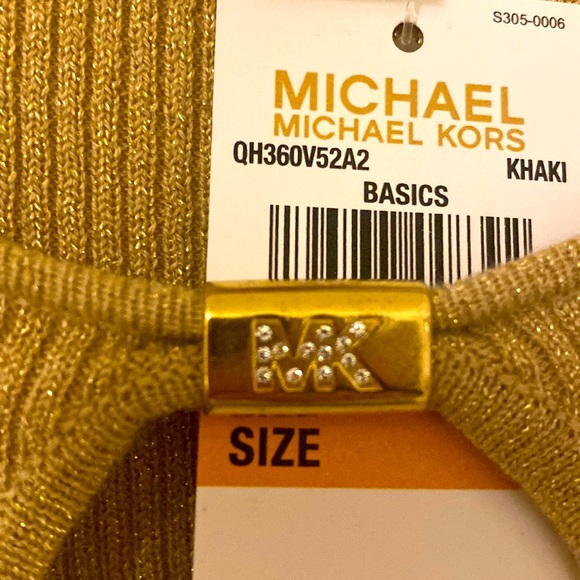 S305-0006
MICHAEL
MICHAEL KORS
QH360V52A2 KHAKI
BASICS
MK
SIZE